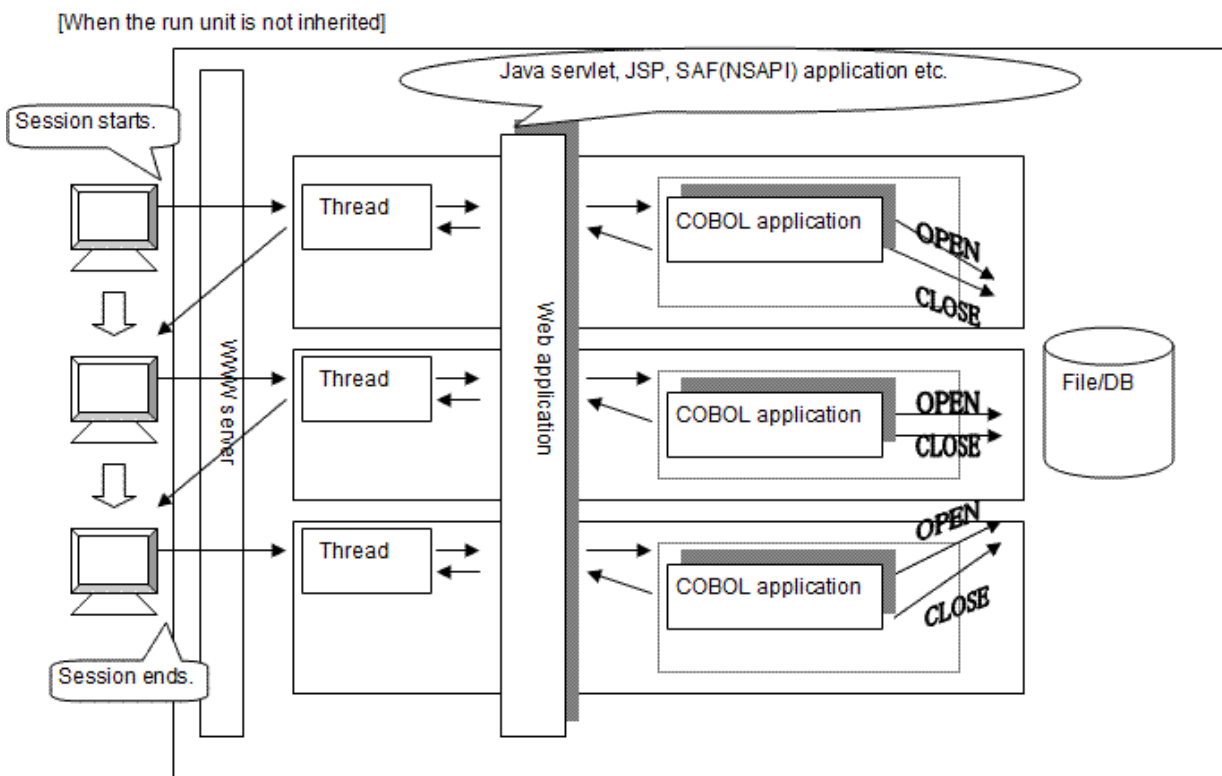 [When the run unit is not inherited]
Java servlet, JSP, SAF(NSAPI) application etc.
Session starts.
Thread
COBOL application
OPEN
CLOSE
WWW server
Web application
Thread
COBOL application
OPEN
CLOSE
File/DB
Thread
COBOL application
OPEN
CLOSE
Session ends.